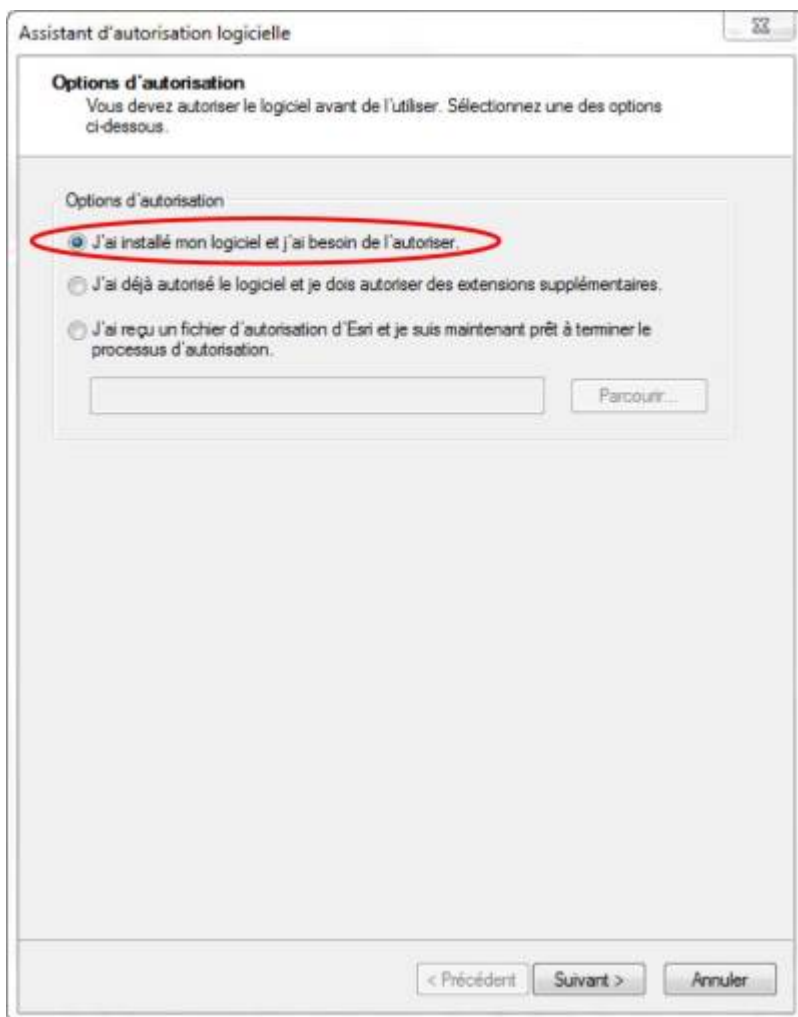 Assistant d'autorisation logicielle
Options d'autorisation
Vous devez autoriser le logiciel avant de l'utiliser. Sélectionnez une des options
ci-dessous.
Options d'autorisation
J'ai installé mon logiciel et j'ai besoin de l'autoriser.
J'ai déjà autorisé le logiciel et je dois autoriser des extensions supplémentaires.
J'ai reçu un fichier d'autorisation d'Esri et je suis maintenant prêt à terminer le
processus d'autorisation.
Parcourir...
< Précédent
Suivant >
Annuler